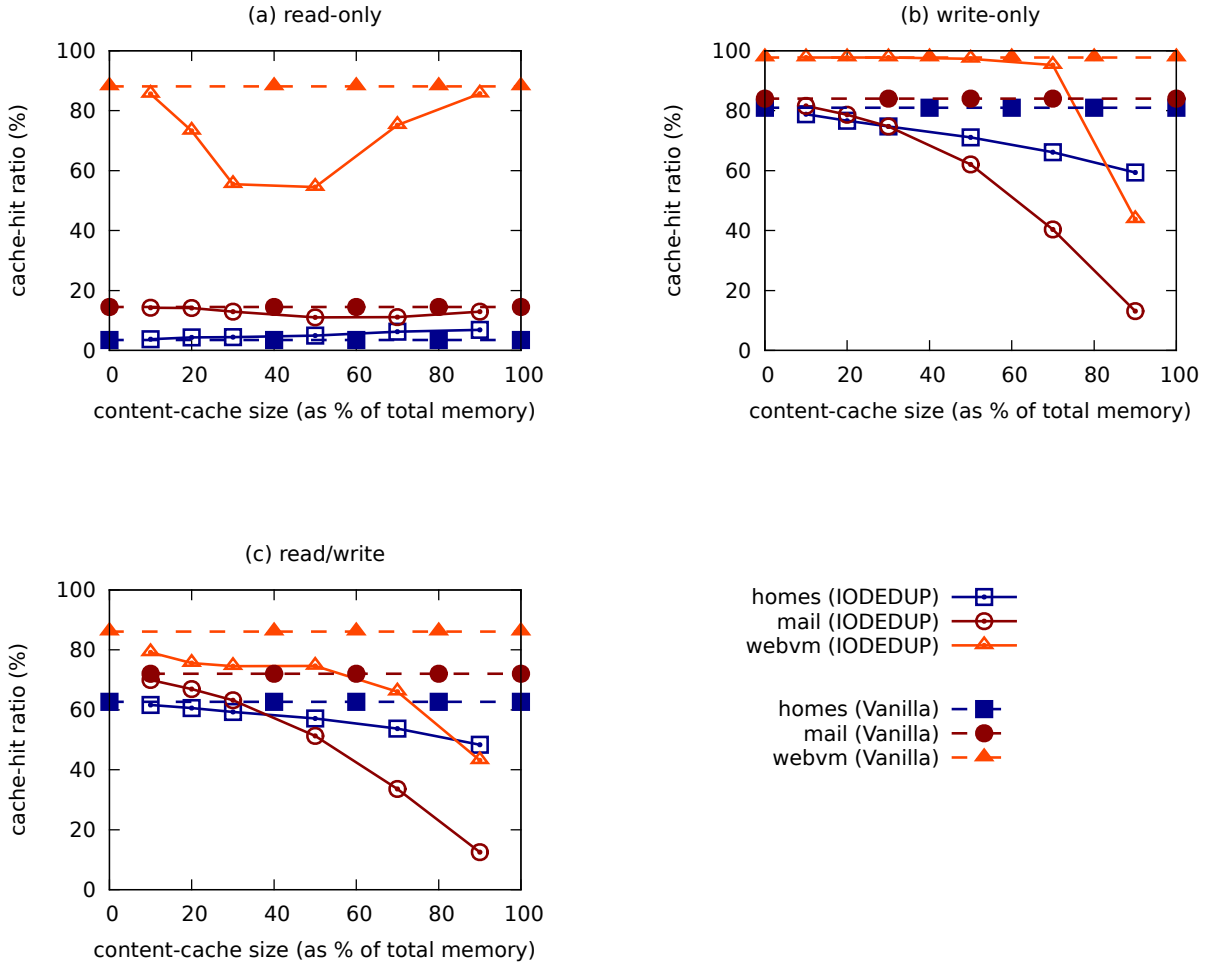 (a) read-only
100
80
60
40
20
0
0 20 40 60 80 100
cache-hit ratio (%)
content-cache size (as % of total memory)
(b) write-only
100
80
60
40
20
0
0 20 40 60 80 100
cache-hit ratio (%)
content-cache size (as % of total memory)
(c) read/write
100
80
60
40
20
0
0 20 40 60 80 100
cache-hit ratio (%)
content-cache size (as % of total memory)
homes (IODEDUP)
mail (IODEDUP)
webvm (IODEDUP)
homes (Vanilla)
mail (Vanilla)
webvm (Vanilla)